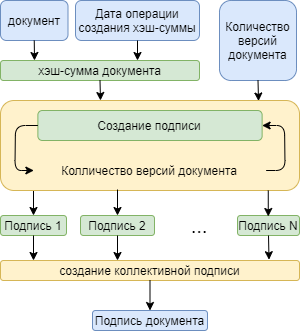 документ
Дата операции
создания хэш-суммы
Количество
версий
документа
хэш-сумма документа
Создание подписи
Колличество версий документа
Подпись 1
Подпись 2
...
Подпись N
создание коллективной подписи
Подпись документа